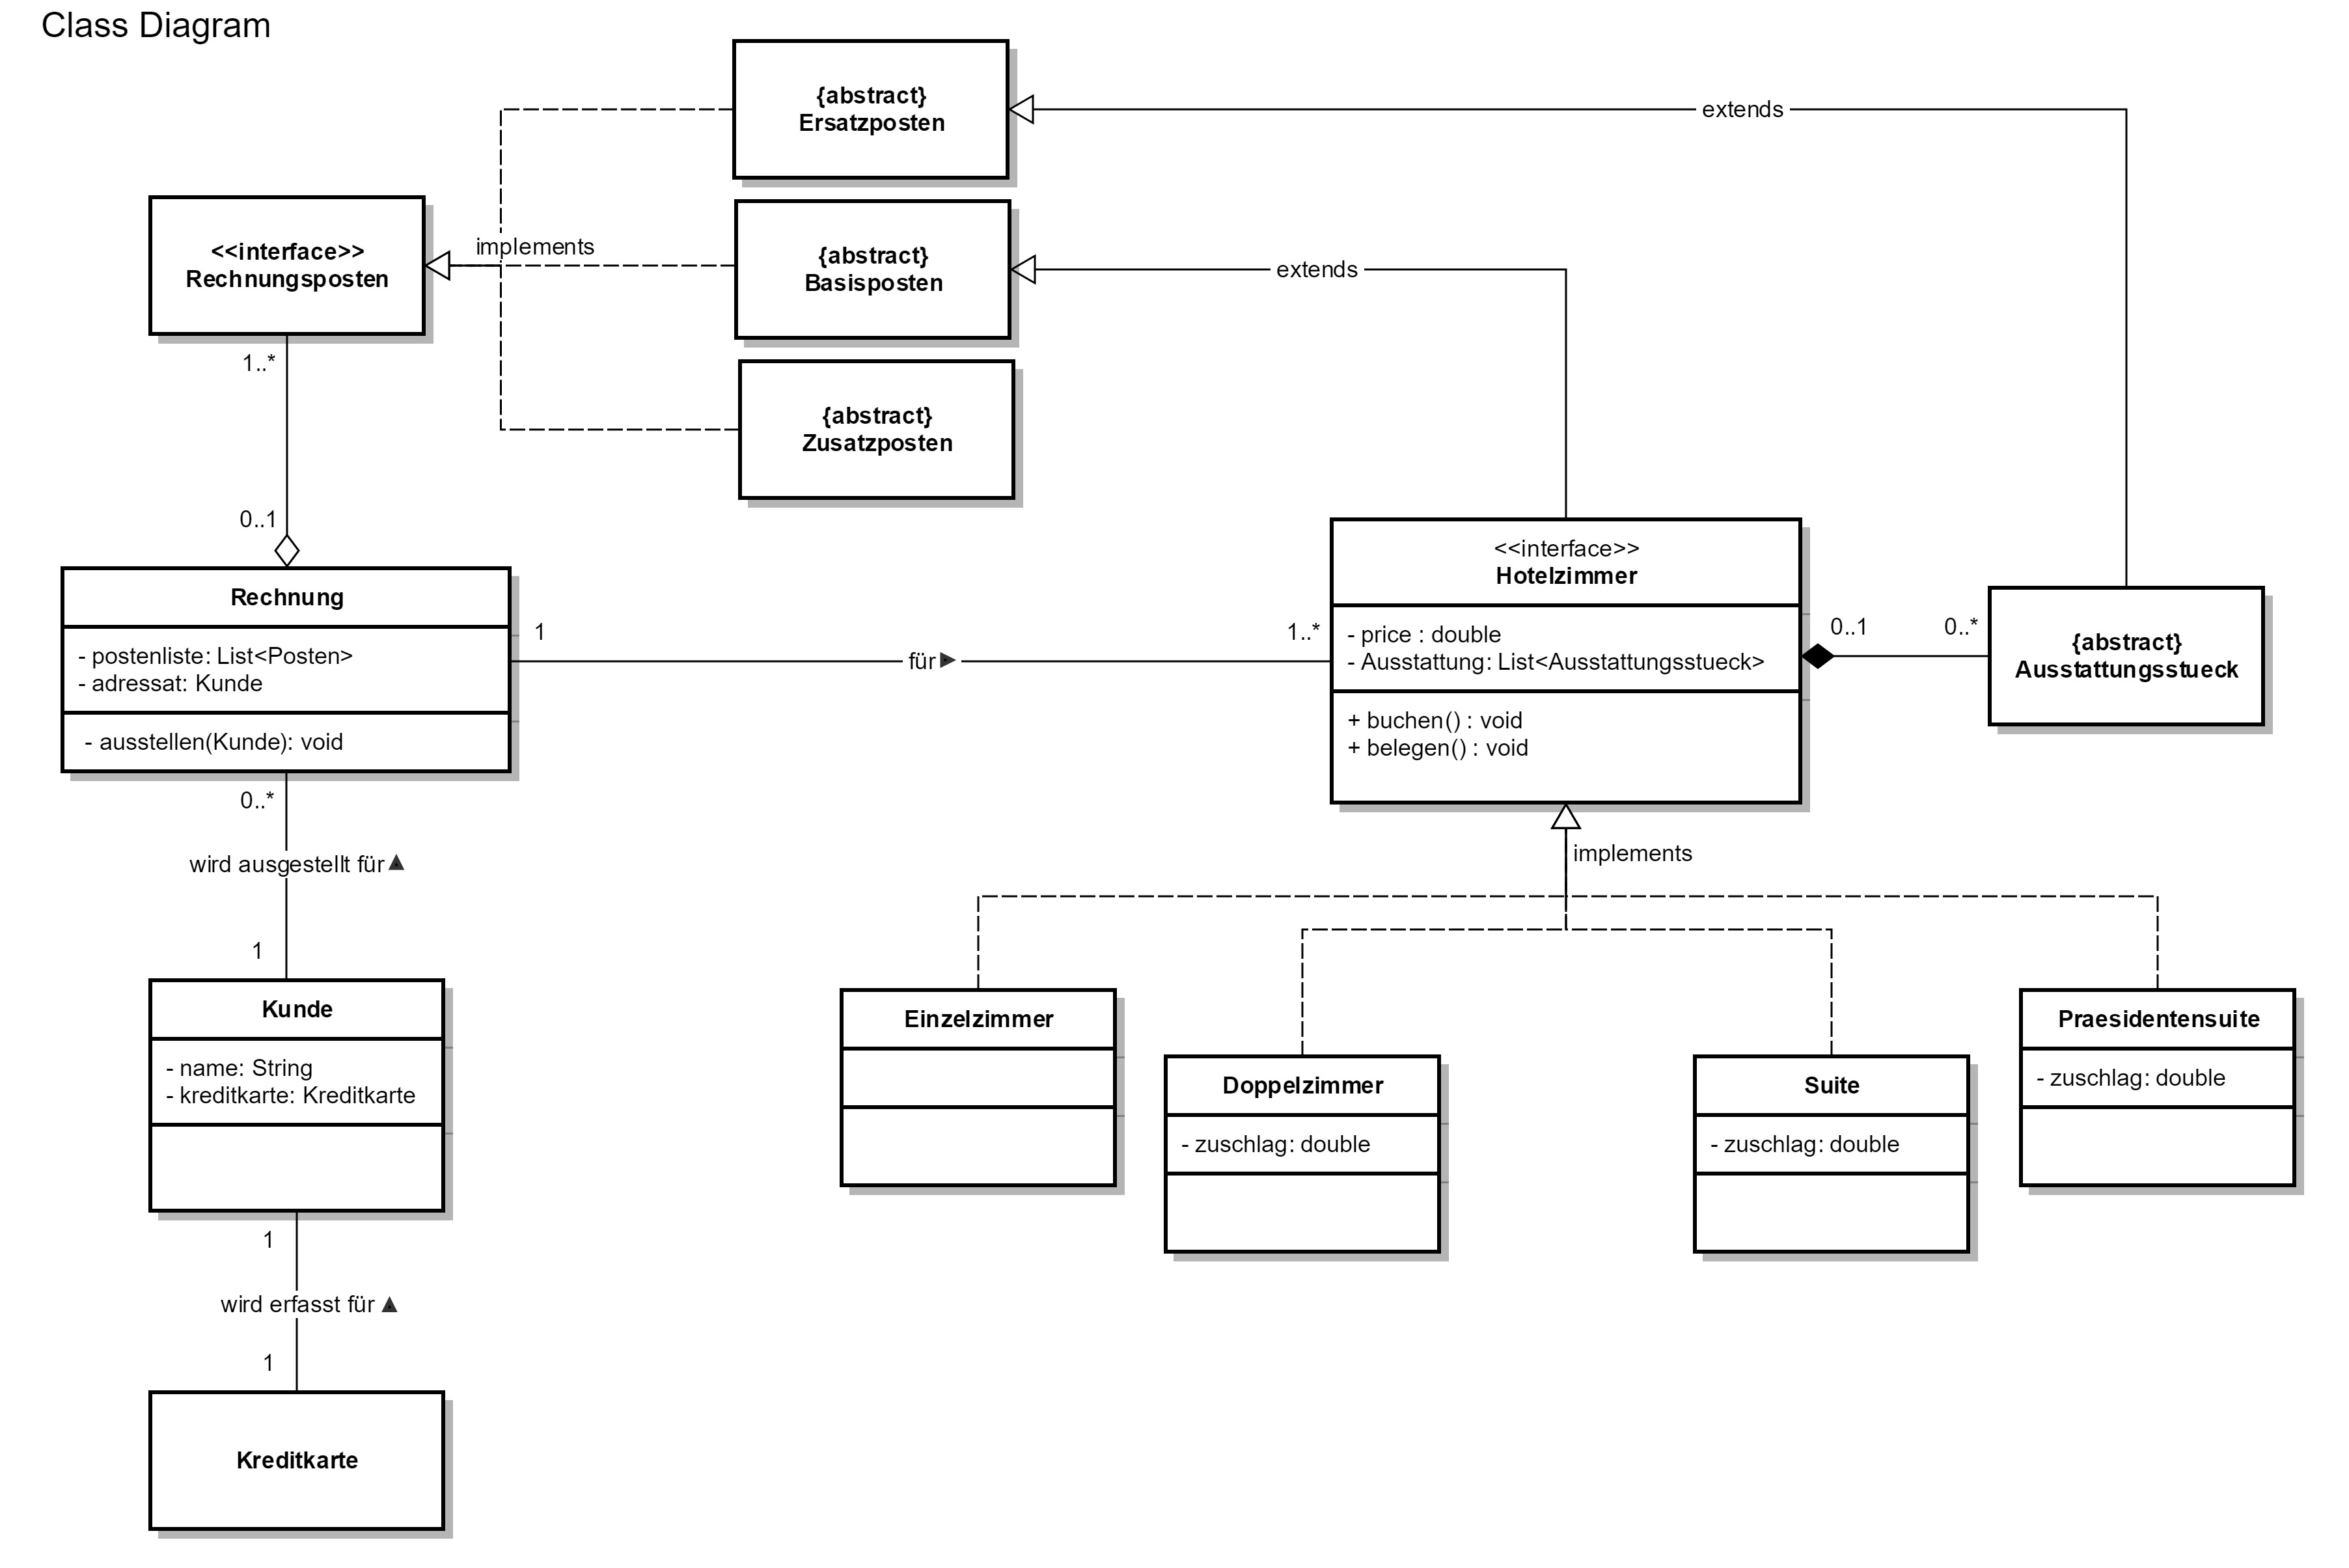 Class Diagram
{abstract}
Ersatzposten
extends
<<interface>>
Rechnungsposten
implements
{abstract}
Basisposten
extends
{abstract}
Zusatzposten
1..*
0..1
Rechnung
- postenliste: List<Posten>
- adressat: Kunde
- ausstellen(Kunde): void
1
für
1..*
<<interface>>
Hotelzimmer
- price : double
- Ausstattung: List<Ausstattungsstueck>
+ buchen() : void
+ belegen() : void
0..1
0..*
{abstract}
Ausstattungsstueck
0..*
wird ausgestellt für
1
implements
Kunde
- name: String
- kreditkarte: Kreditkarte
Einzelzimmer
Doppelzimmer
- zuschlag: double
Suite
- zuschlag: double
Praesidentensuite
- zuschlag: double
1
wird erfasst für
1
Kreditkarte